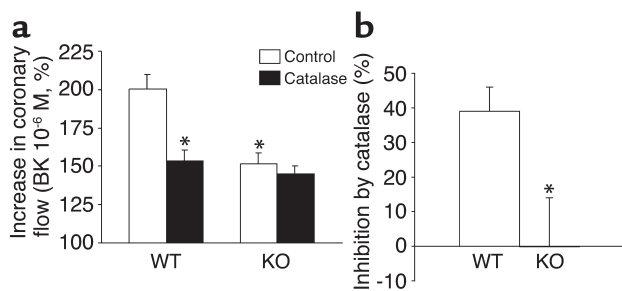 a
Increase in coronary
flow (BK 10⁻⁶ M, %)
225
200
175
150
125
100
Control
Catalase
*
*
WT
KO
b
Inhibition by catalase (%)
50
40
30
20
10
0
-10
*
WT
KO